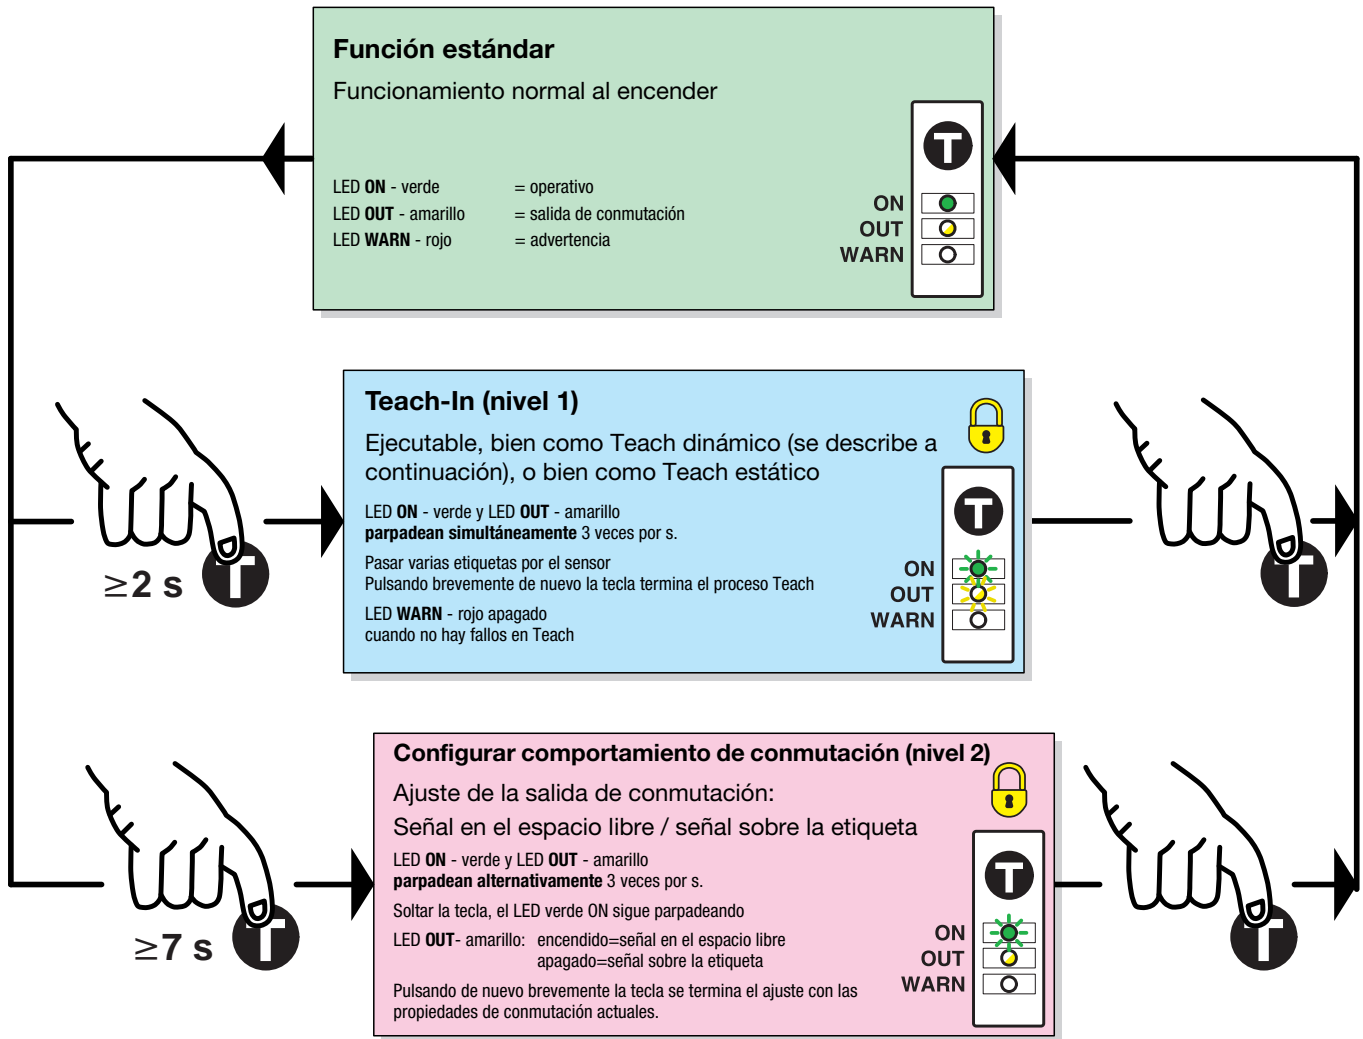 Función estándar
Funcionamiento normal al encender
LED ON - verde = operativo
LED OUT - amarillo = salida de conmutación
LED WARN - rojo = advertencia
T
ON
OUT
WARN
Teach-In (nivel 1)
Ejecutable, bien como Teach dinámico (se describe a
continuación), o bien como Teach estático
LED ON - verde y LED OUT - amarillo
parpadean simultáneamente 3 veces por s.
Pasar varias etiquetas por el sensor
Pulsando brevemente de nuevo la tecla termina el proceso Teach
LED WARN - rojo apagado
cuando no hay fallos en Teach
T
ON
OUT
WARN
≥2 s
T
T
Configurar comportamiento de conmutación (nivel 2)
Ajuste de la salida de conmutación:
Señal en el espacio libre / señal sobre la etiqueta
LED ON - verde y LED OUT - amarillo
parpadean alternativamente 3 veces por s.
Soltar la tecla, el LED verde ON sigue parpadeando
LED OUT- amarillo: encendido=señal en el espacio libre
apagado=señal sobre la etiqueta
Pulsando de nuevo brevemente la tecla se termina el ajuste con las
propiedades de conmutación actuales.
T
ON
OUT
WARN
≥7 s
T
T